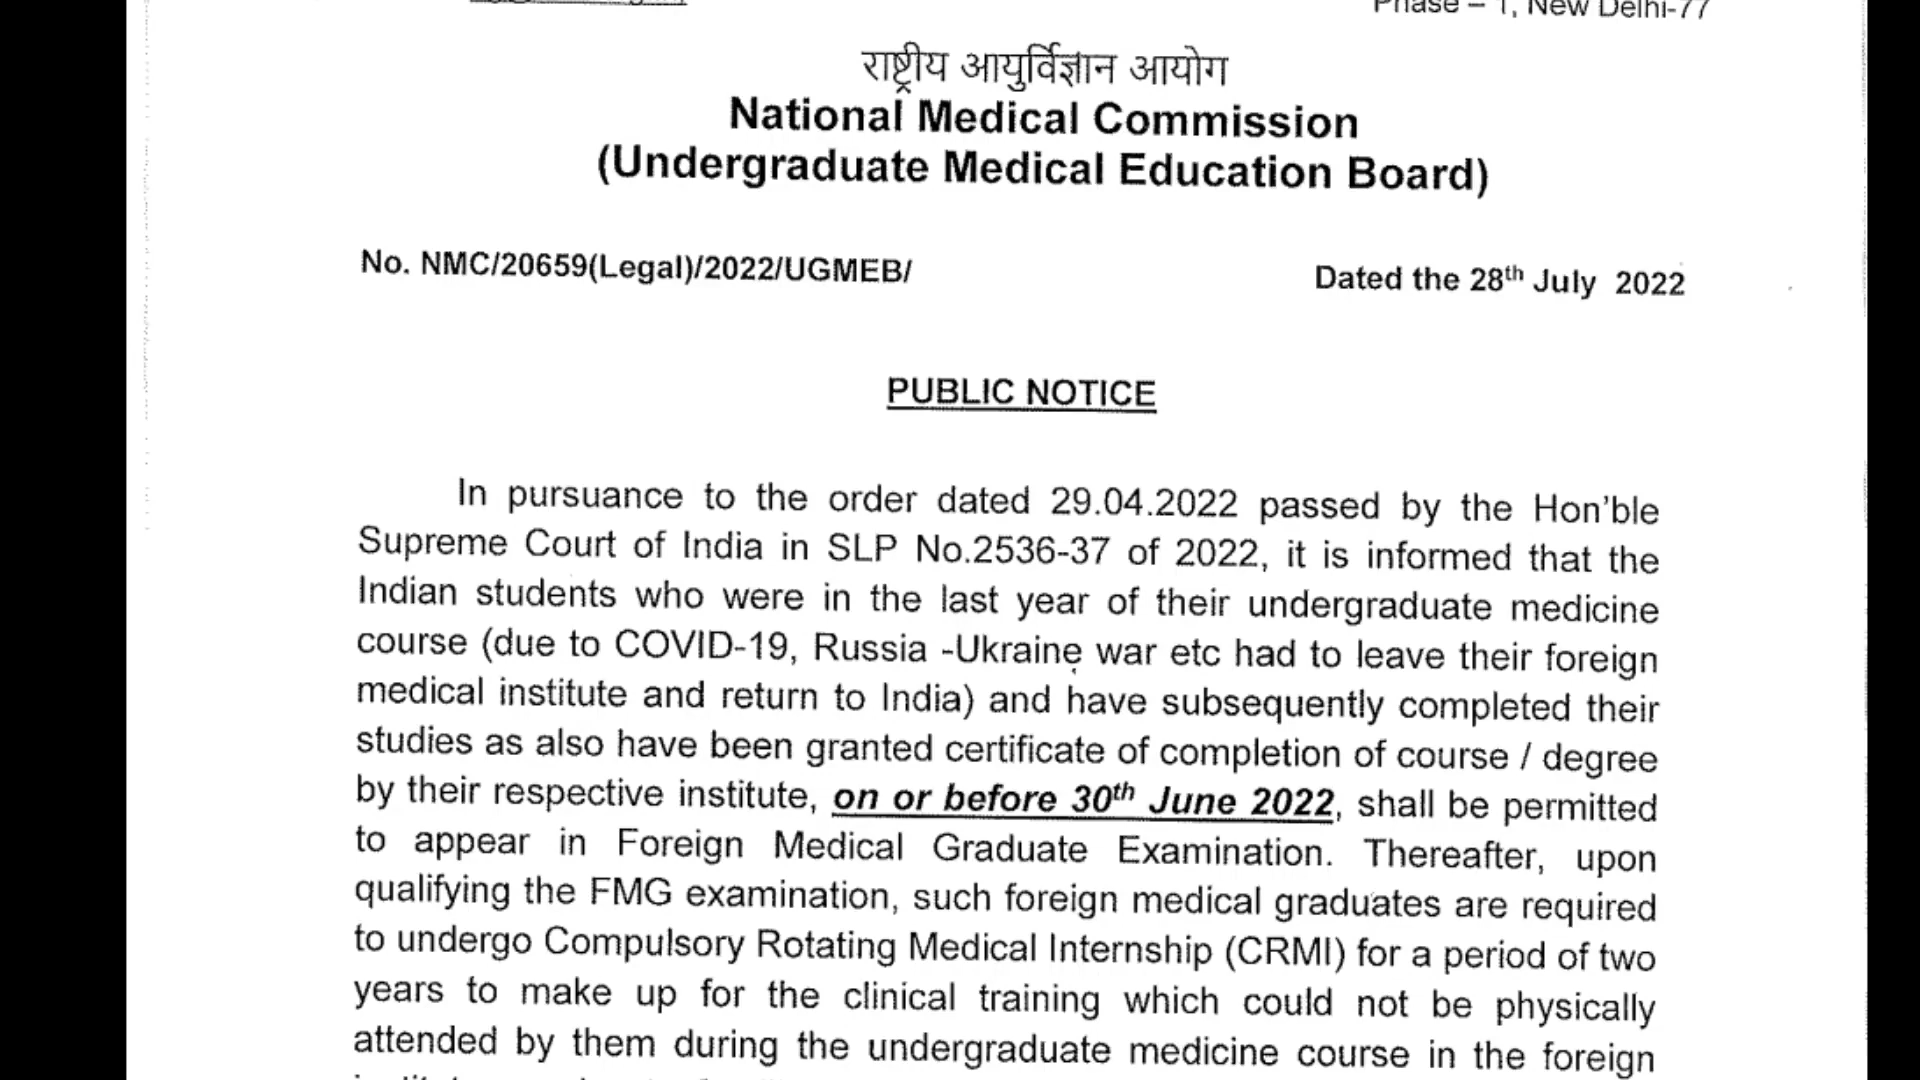 Phase – 1, New Delhi-77
राष्ट्रीय आयुर्विज्ञान आयोग
National Medical Commission
(Undergraduate Medical Education Board)
No. NMC/20659(Legal)/2022/UGMEB/
Dated the 28th July 2022
PUBLIC NOTICE
In pursuance to the order dated 29.04.2022 passed by the Hon'ble
Supreme Court of India in SLP No.2536-37 of 2022, it is informed that the
Indian students who were in the last year of their undergraduate medicine
course (due to COVID-19, Russia -Ukraine war etc had to leave their foreign
medical institute and return to India) and have subsequently completed their
studies as also have been granted certificate of completion of course / degree
by their respective institute, on or before 30th June 2022, shall be permitted
to appear in Foreign Medical Graduate Examination. Thereafter, upon
qualifying the FMG examination, such foreign medical graduates are required
to undergo Compulsory Rotating Medical Internship (CRMI) for a period of two
years to make up for the clinical training which could not be physically
attended by them during the undergraduate medicine course in the foreign